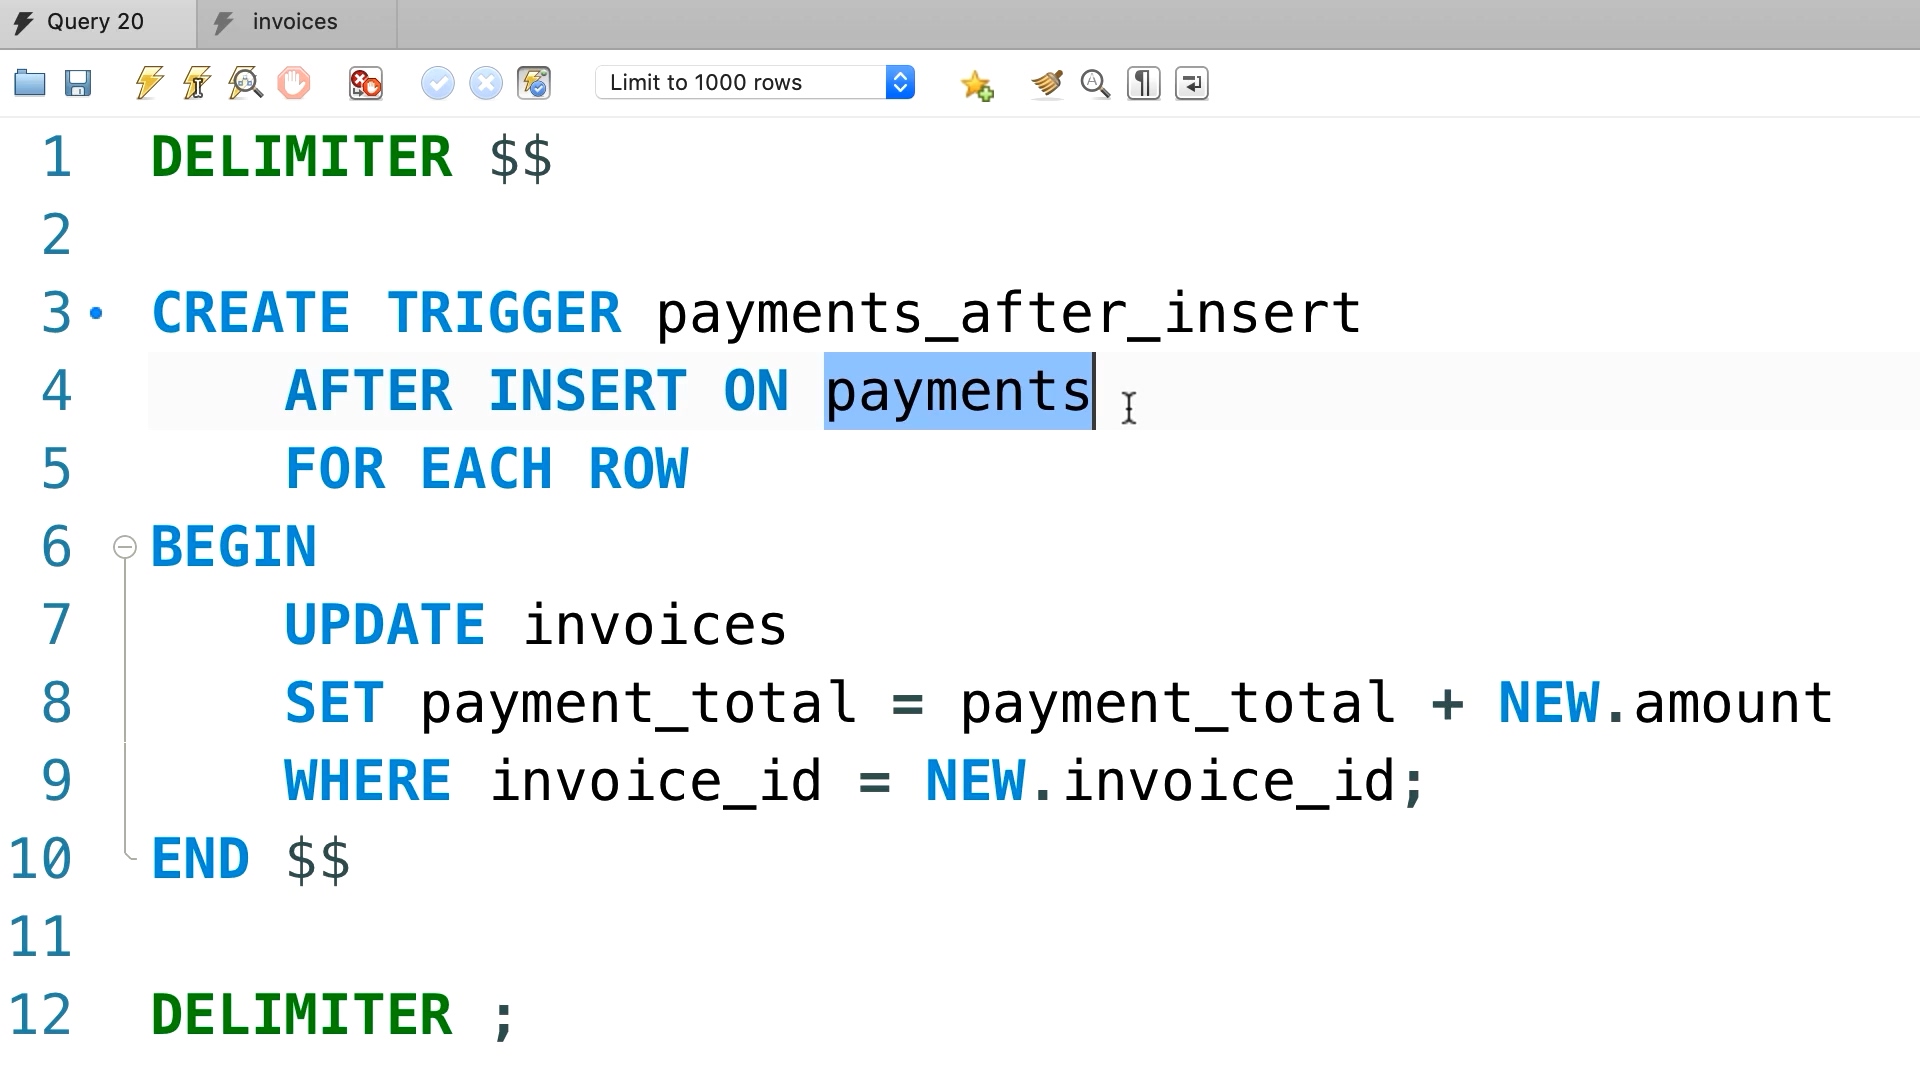 Query 20 invoices
Limit to 1000 rows
1 DELIMITER $$
2
3 CREATE TRIGGER payments_after_insert
4 AFTER INSERT ON payments
5 FOR EACH ROW
6 BEGIN
7 UPDATE invoices
8 SET payment_total = payment_total + NEW.amount
9 WHERE invoice_id = NEW.invoice_id;
10 END $$
11
12 DELIMITER ;